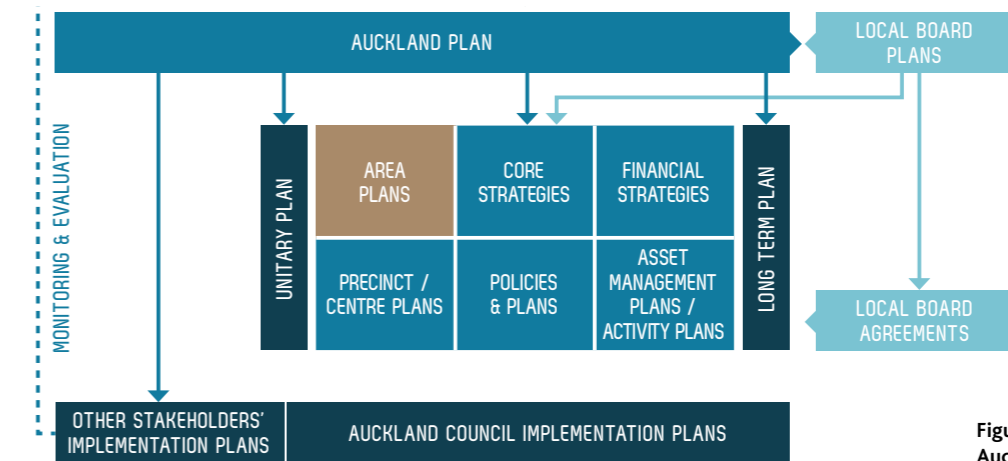 AUCKLAND PLAN
LOCAL BOARD
PLANS
MONITORING & EVALUATION
UNITARY PLAN
AREA
PLANS
CORE
STRATEGIES
FINANCIAL
STRATEGIES
LONG TERM PLAN
PRECINCT /
CENTRE PLANS
POLICIES
& PLANS
ASSET
MANAGEMENT
PLANS /
ACTIVITY PLANS
LOCAL BOARD
AGREEMENTS
OTHER STAKEHOLDERS'
IMPLEMENTATION PLANS
AUCKLAND COUNCIL IMPLEMENTATION PLANS